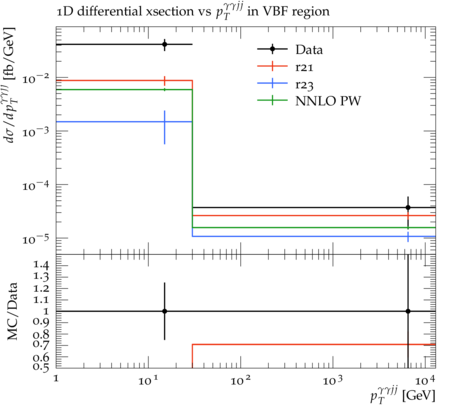 1D differential xsection vs p_T^{γγjj} in VBF region
dσ/dp_T^{γγjj} [fb/GeV]
Data
r21
r23
NNLO PW
10^{−2}
10^{−3}
10^{−4}
10^{−5}
MC/Data
1.4
1.3
1.2
1.1
1
0.9
0.8
0.7
0.6
0.5
1 10^1 10^2 10^3 10^4
p_T^{γγjj} [GeV]